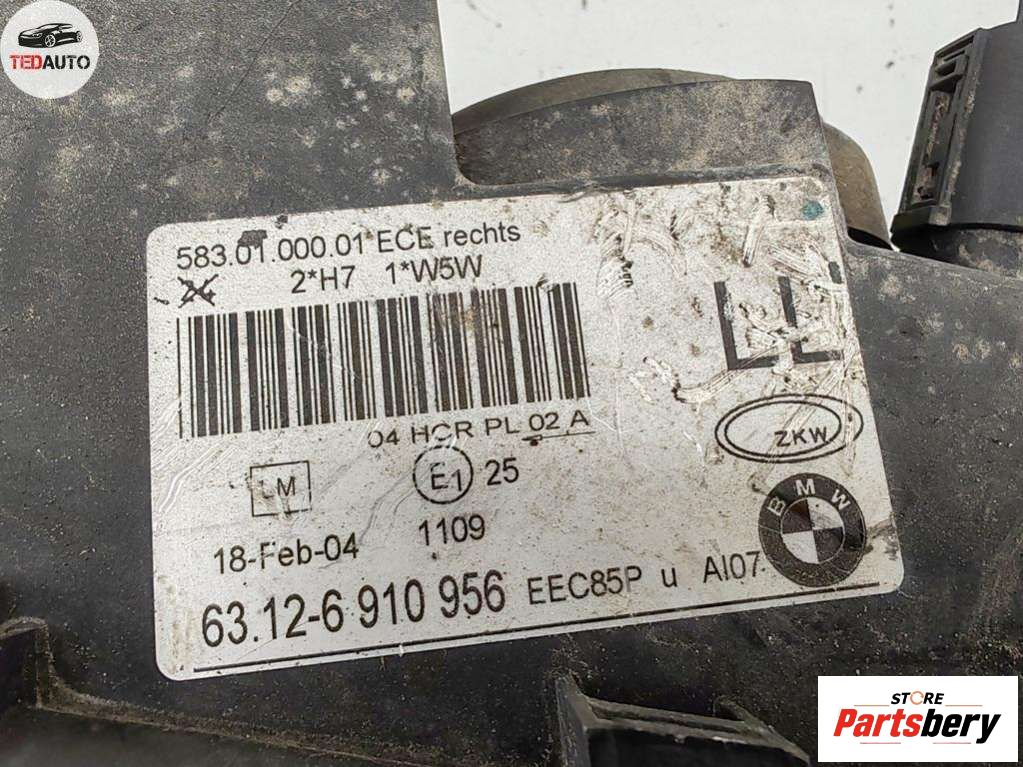 TEDAUTO
583.01.000.01 ECE rechts
2*H7 1*W5W
04 HCR PL 02 A
LM E1 25
ZKW
BMW
18-Feb-04 1109
63.12-6 910 956 EEC85P u AI07
STORE
Partsbery